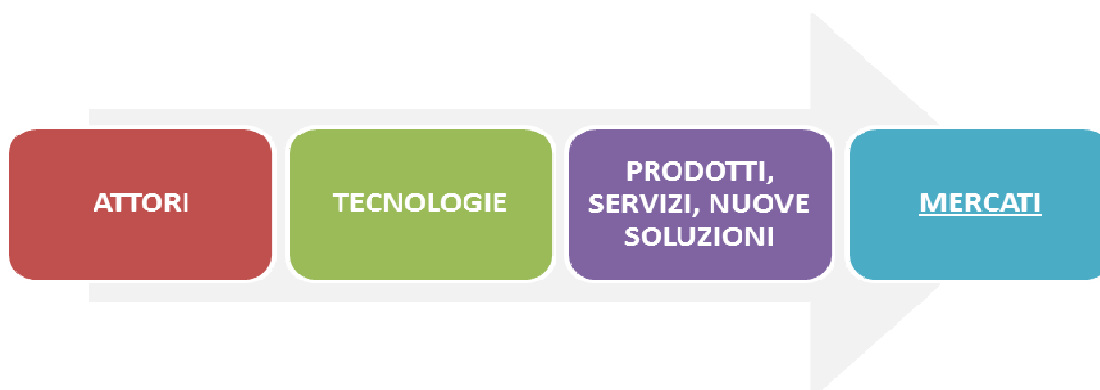 ATTORI
TECNOLOGIE
PRODOTTI,
SERVIZI, NUOVE
SOLUZIONI
MERCATI